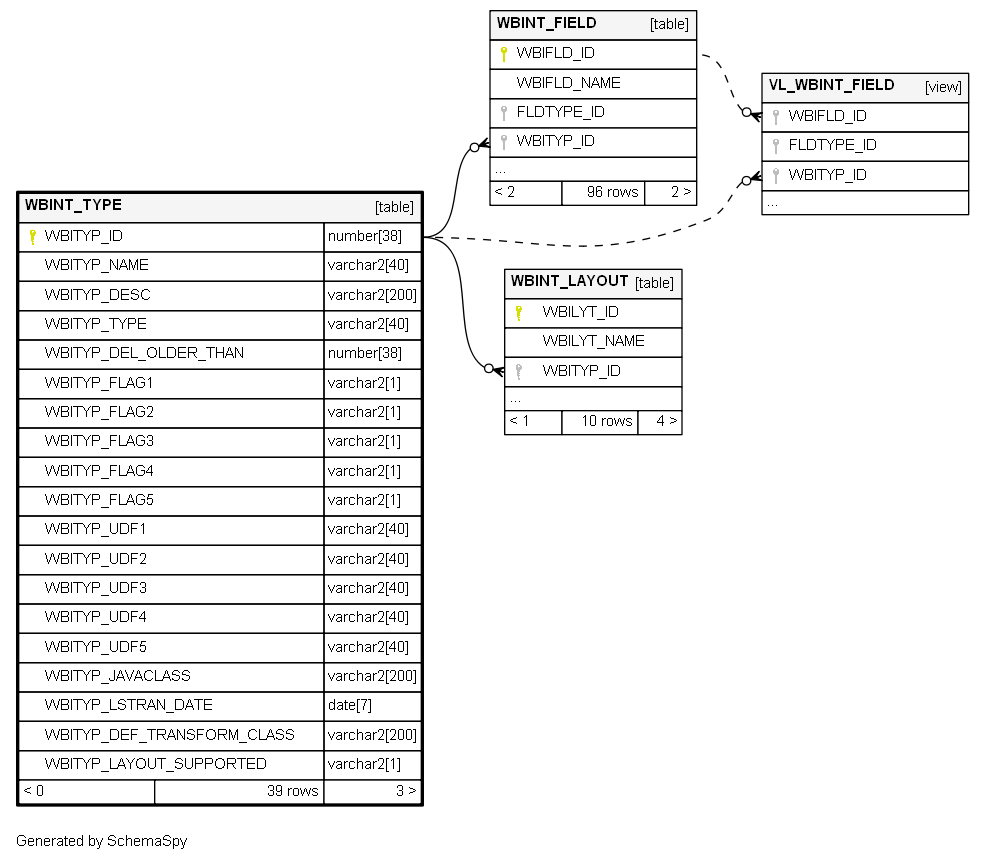 WBINT_FIELD [table]
WBIFLD_ID
WBIFLD_NAME
FLDTYPE_ID
WBITYP_ID
...
< 2 96 rows 2 >
VL_WBINT_FIELD [view]
WBIFLD_ID
FLDTYPE_ID
WBITYP_ID
...
WBINT_TYPE [table]
WBITYP_ID number[38]
WBITYP_NAME varchar2[40]
WBITYP_DESC varchar2[200]
WBITYP_TYPE varchar2[40]
WBITYP_DEL_OLDER_THAN number[38]
WBITYP_FLAG1 varchar2[1]
WBITYP_FLAG2 varchar2[1]
WBITYP_FLAG3 varchar2[1]
WBITYP_FLAG4 varchar2[1]
WBITYP_FLAG5 varchar2[1]
WBITYP_UDF1 varchar2[40]
WBITYP_UDF2 varchar2[40]
WBITYP_UDF3 varchar2[40]
WBITYP_UDF4 varchar2[40]
WBITYP_UDF5 varchar2[40]
WBITYP_JAVACLASS varchar2[200]
WBITYP_LSTRAN_DATE date[7]
WBITYP_DEF_TRANSFORM_CLASS varchar2[200]
WBITYP_LAYOUT_SUPPORTED varchar2[1]
< 0 39 rows 3 >
WBINT_LAYOUT [table]
WBILYT_ID
WBILYT_NAME
WBITYP_ID
...
< 1 10 rows 4 >
Generated by SchemaSpy